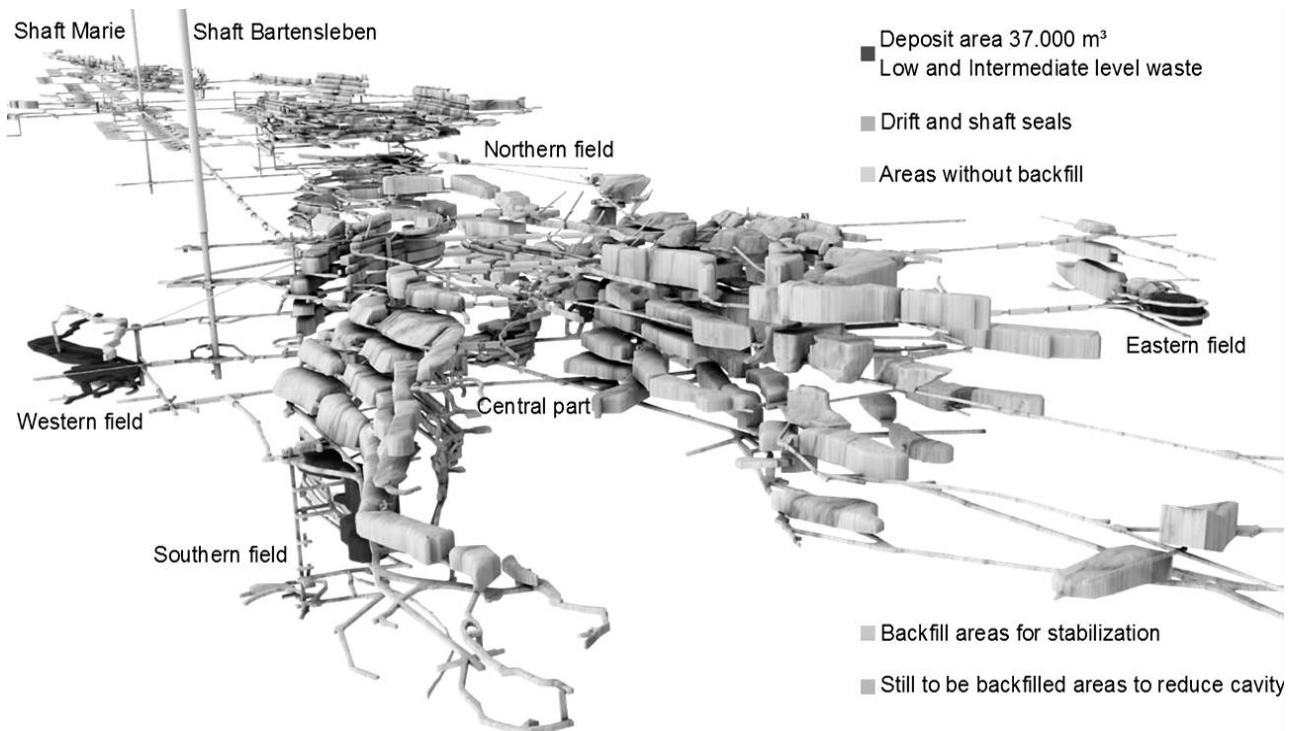 Shaft Marie
Shaft Bartensleben
Deposit area 37.000 m³
Low and Intermediate level waste
Drift and shaft seals
Northern field
Areas without backfill
Eastern field
Western field
Central part
Southern field
Backfill areas for stabilization
Still to be backfilled areas to reduce cavity